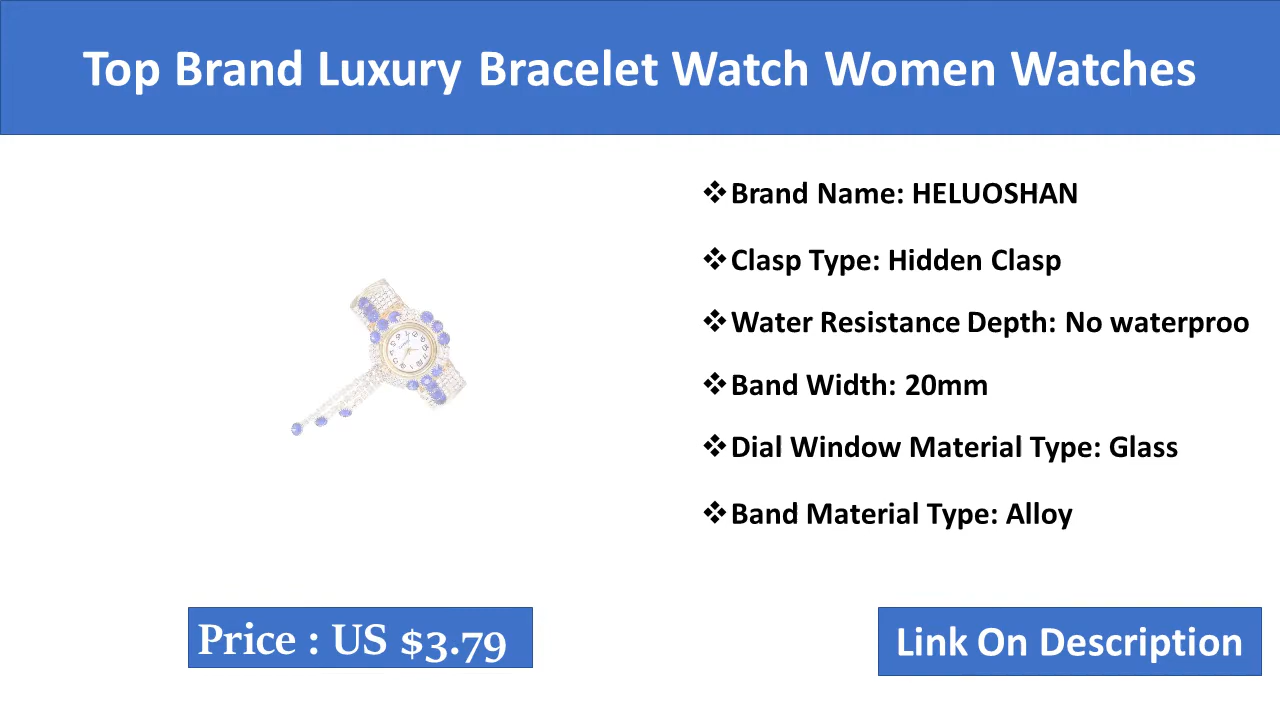 Top Brand Luxury Bracelet Watch Women Watches
❖Brand Name: HELUOSHAN
❖Clasp Type: Hidden Clasp
❖Water Resistance Depth: No waterproo
❖Band Width: 20mm
❖Dial Window Material Type: Glass
❖Band Material Type: Alloy
Price : US $3.79
Link On Description